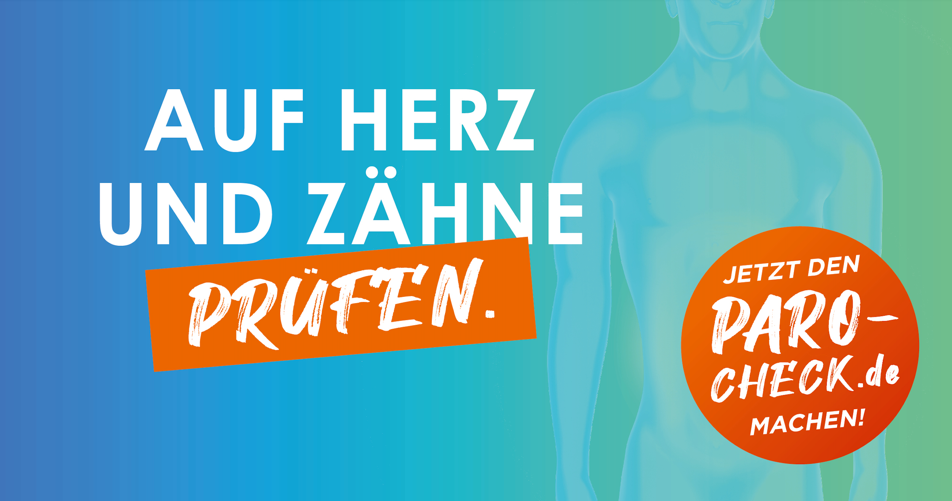 AUF HERZ
UND ZÄHNE
PRÜFEN.
JETZT DEN
PARO-
CHECK.de
MACHEN!